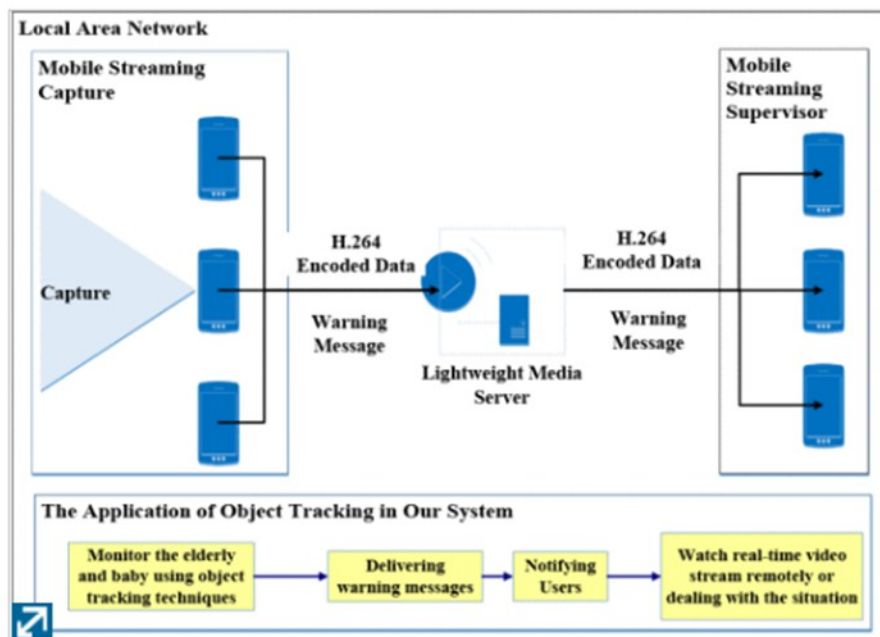 Local Area Network
Mobile Streaming
Capture
Mobile
Streaming
Supervisor
Capture
H.264
Encoded Data
Warning
Message
Lightweight Media
Server
H.264
Encoded Data
Warning
Message
The Application of Object Tracking in Our System
Monitor the elderly
and baby using object
tracking techniques
Delivering
warning messages
Notifying
Users
Watch real-time video
stream remotely or
dealing with the situation